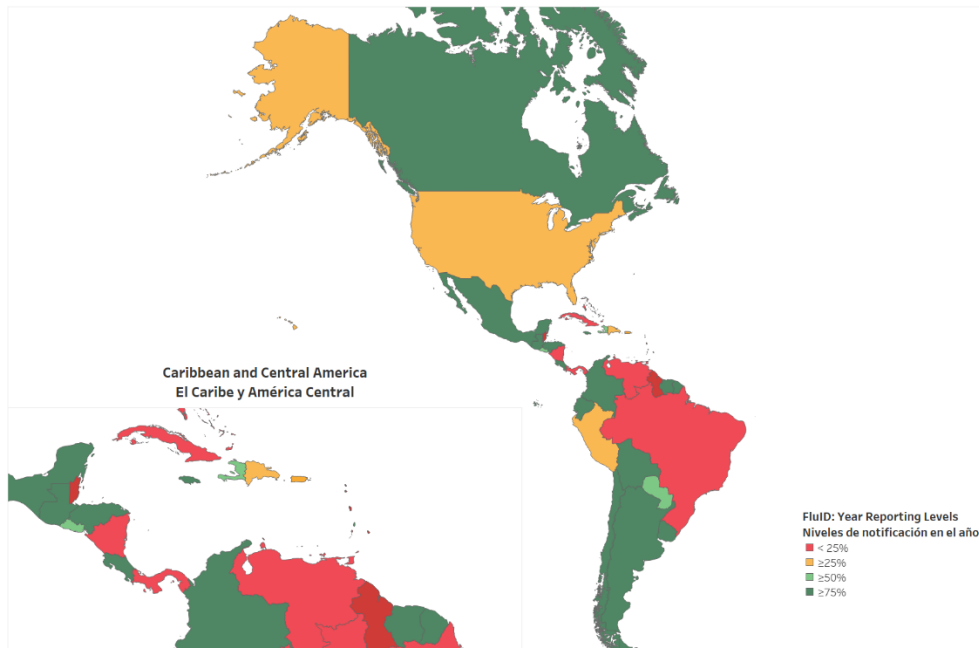 Caribbean and Central America
El Caribe y América Central
FluID: Year Reporting Levels
Niveles de notificación en el año
< 25%
≥25%
≥50%
≥75%